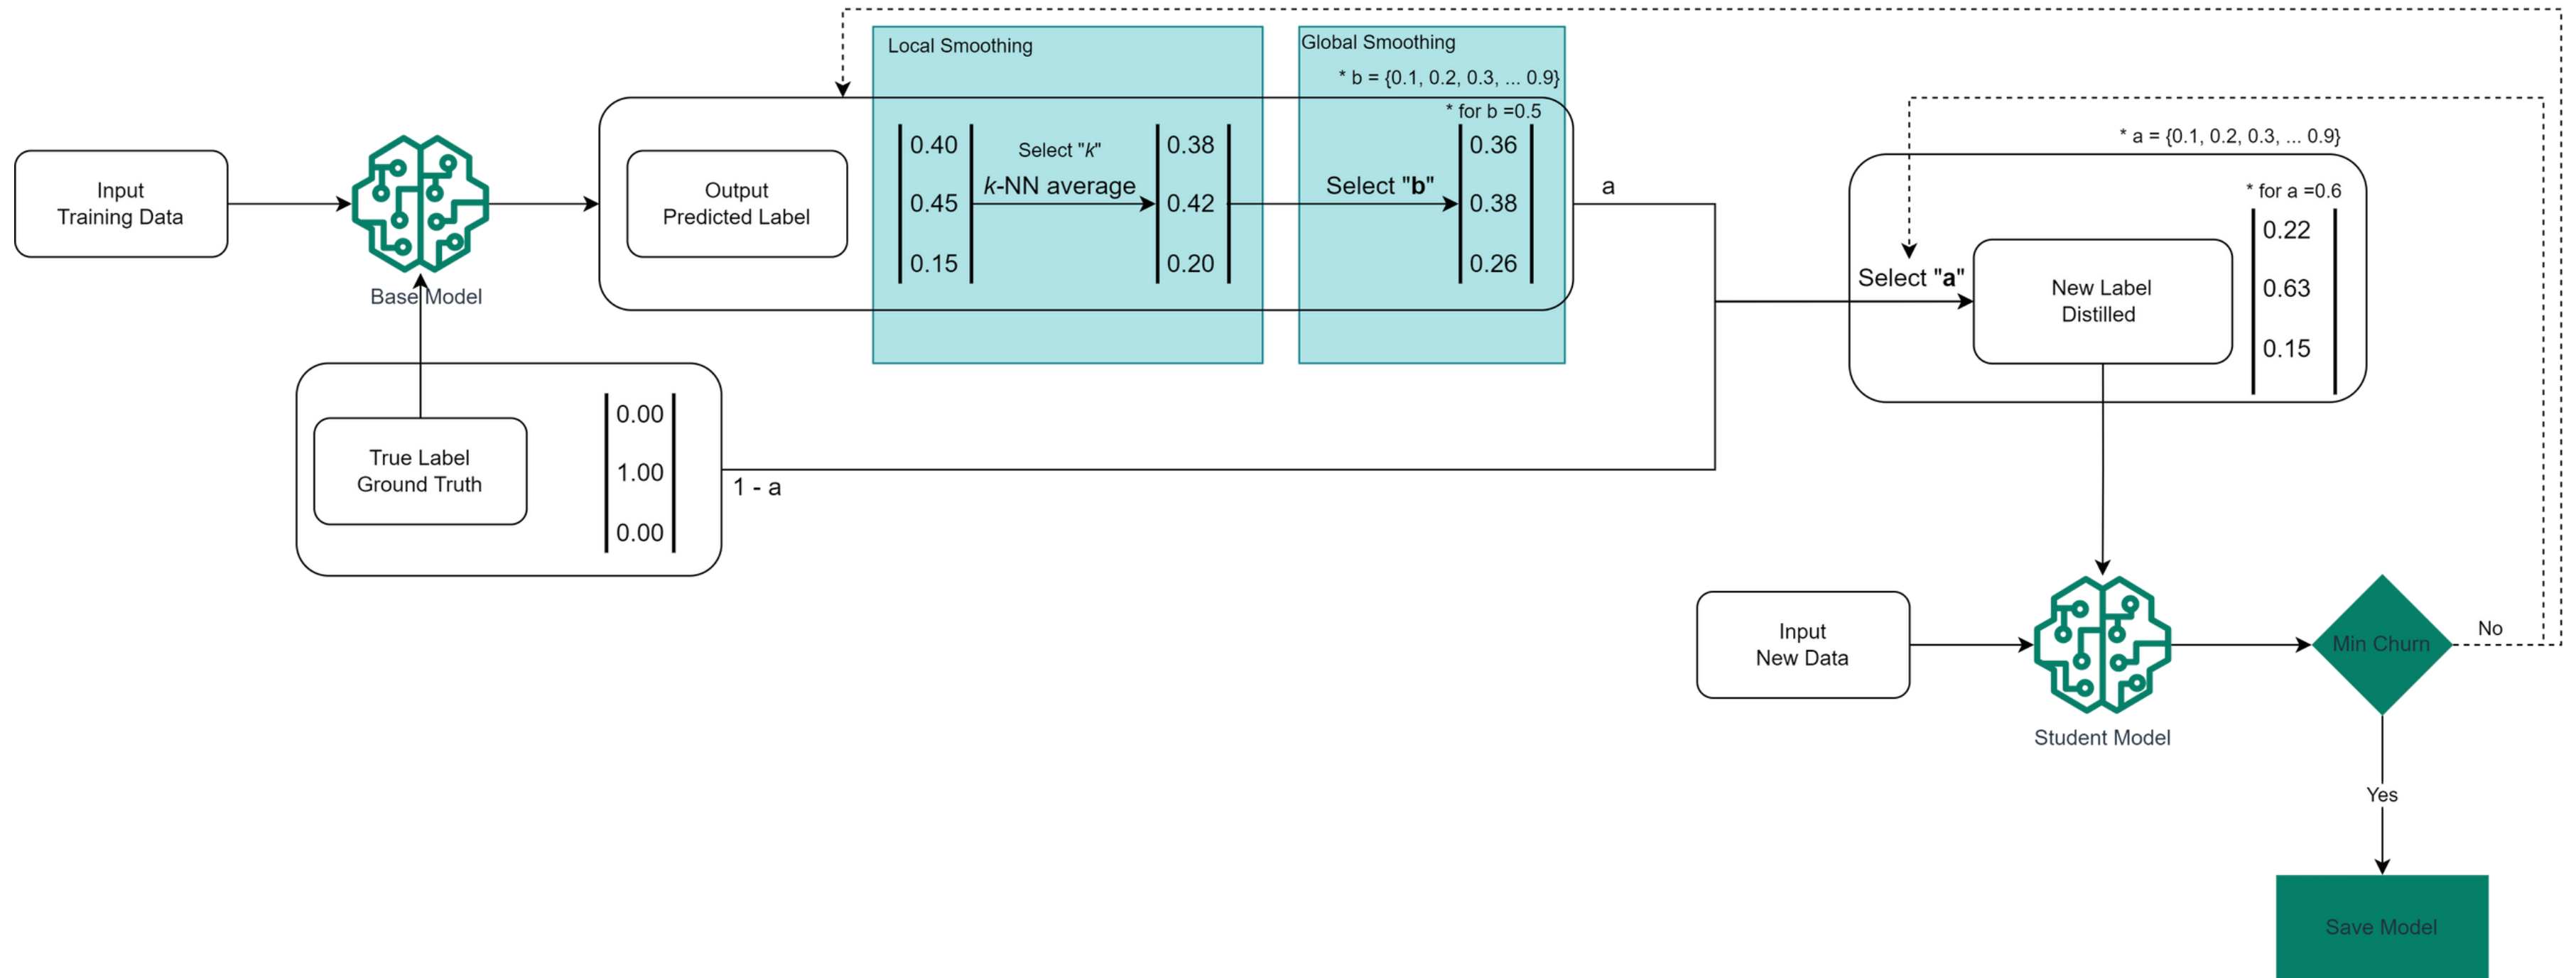 Local Smoothing
Global Smoothing
* b = {0.1, 0.2, 0.3, ... 0.9}
* for b =0.5
Input
Training Data
Base Model
Output
Predicted Label
0.40
0.45
0.15
Select "k"
k-NN average
0.38
0.42
0.20
Select "b"
0.36
0.38
0.26
a
True Label
Ground Truth
0.00
1.00
0.00
1 - a
* a = {0.1, 0.2, 0.3, ... 0.9}
* for a =0.6
Select "a"
New Label
Distilled
0.22
0.63
0.15
Input
New Data
Student Model
Min Churn
No
Yes
Save Model